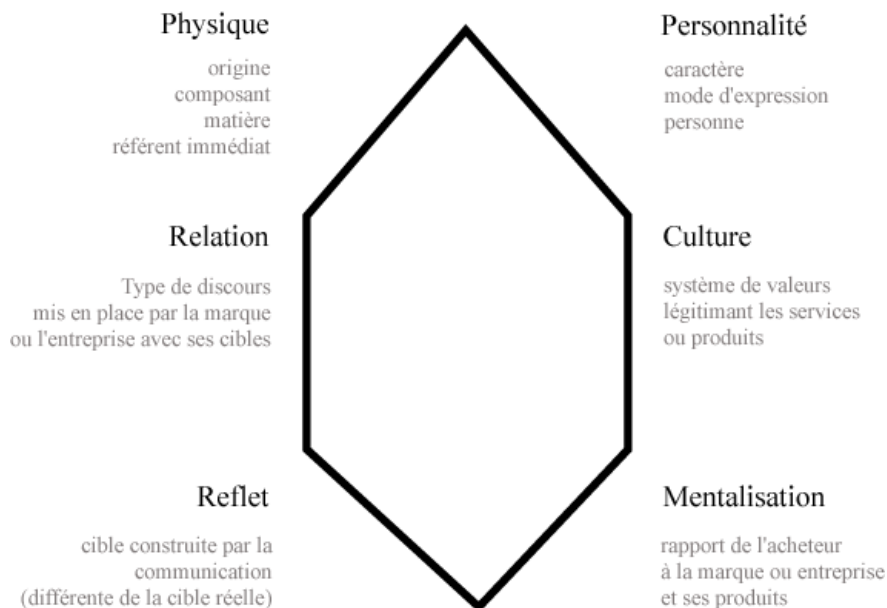 Physique
origine
composant
matière
référent immédiat
Personnalité
caractère
mode d'expression
personne
Relation
Type de discours
mis en place par la marque
ou l'entreprise avec ses cibles
Culture
système de valeurs
légitimant les services
ou produits
Reflet
cible construite par la
communication
(différente de la cible réelle)
Mentalisation
rapport de l'acheteur
à la marque ou entreprise
et ses produits